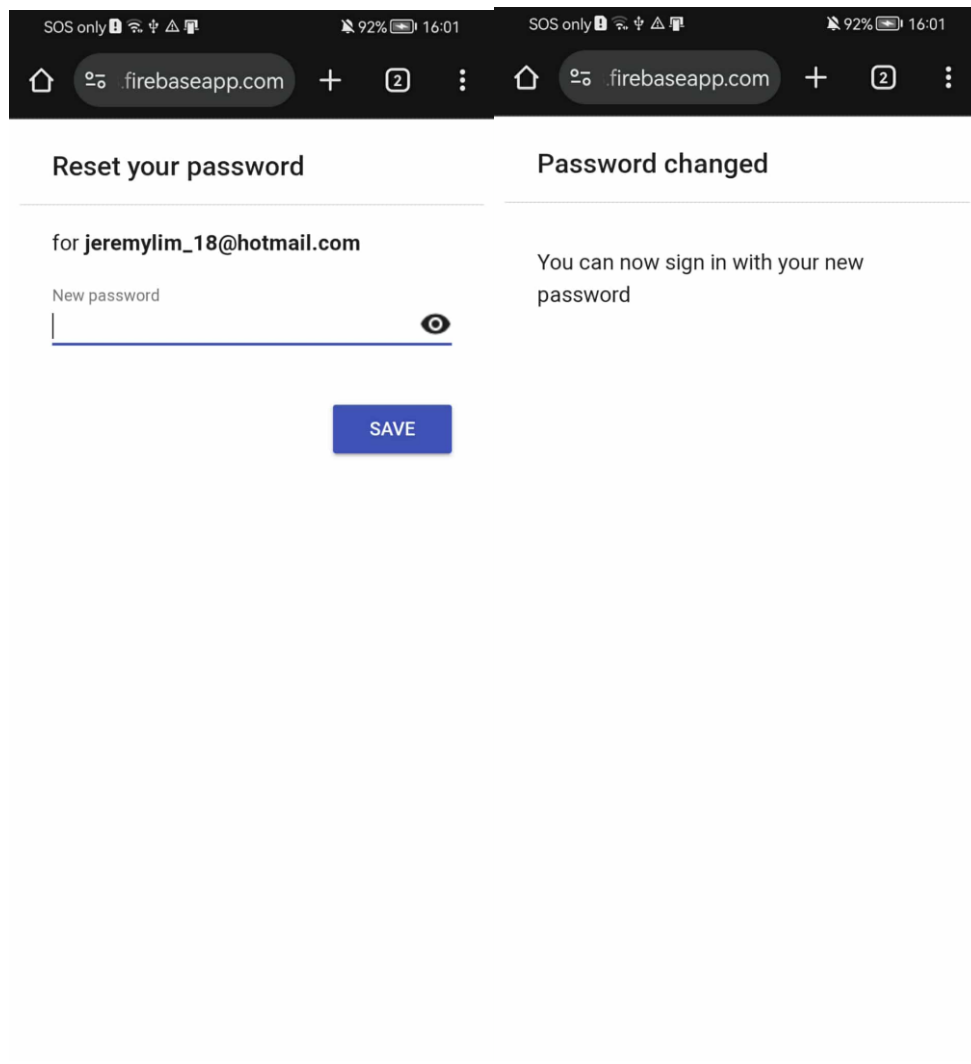 SOS only 92% 16:01
.firebaseapp.com 2
Reset your password
for jeremylim_18@hotmail.com
New password
SAVE
SOS only 92% 16:01
.firebaseapp.com 2
Password changed
You can now sign in with your new
password